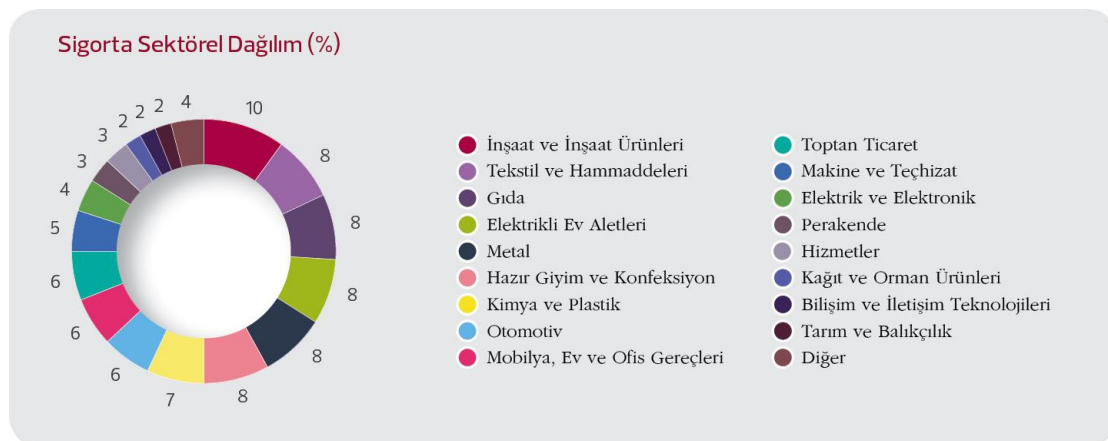 Sigorta Sektörel Dağılım (%)
10
8
8
8
8
8
7
6
6
6
5
4
3
3
2
2
2
4
İnşaat ve İnşaat Ürünleri
Tekstil ve Hammaddeleri
Gıda
Elektrikli Ev Aletleri
Metal
Hazır Giyim ve Konfeksiyon
Kimya ve Plastik
Otomotiv
Mobilya, Ev ve Ofis Gereçleri
Toptan Ticaret
Makine ve Teçhizat
Elektrik ve Elektronik
Perakende
Hizmetler
Kağıt ve Orman Ürünleri
Bilişim ve İletişim Teknolojileri
Tarım ve Balıkçılık
Diğer